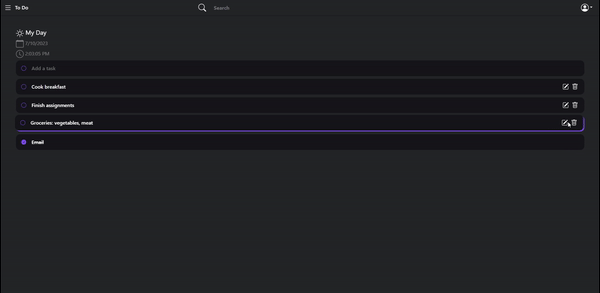 To Do
Search
My Day
7/10/2023
2:03:05 PM
Add a task
Cook breakfast
Finish assignments
Groceries: vegetables, meat
Email